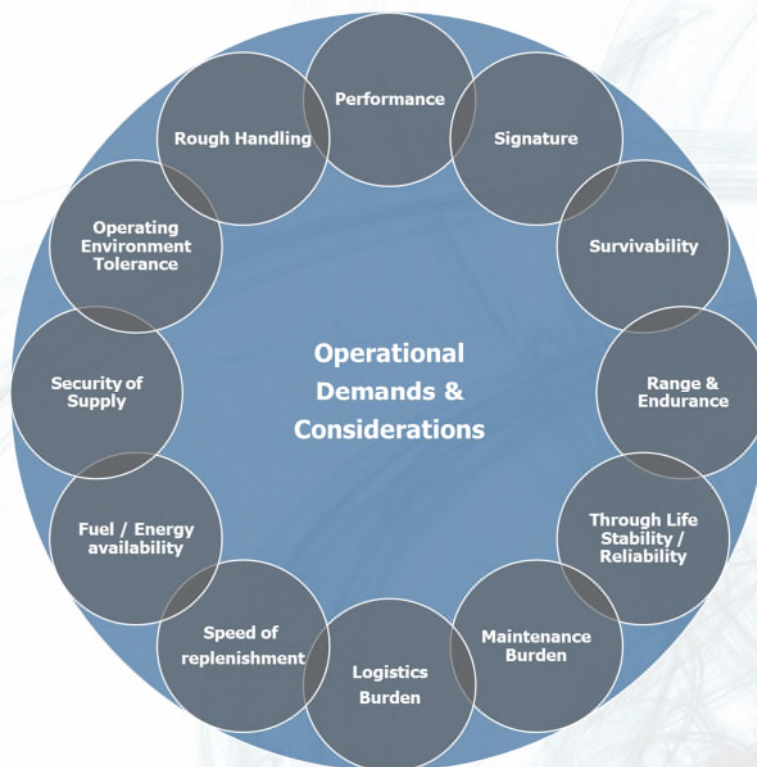 Performance
Signature
Survivability
Range &
Endurance
Through Life
Stability /
Reliability
Maintenance
Burden
Logistics
Burden
Speed of
replenishment
Fuel / Energy
availability
Security of
Supply
Operating
Environment
Tolerance
Rough Handling
Operational
Demands &
Considerations